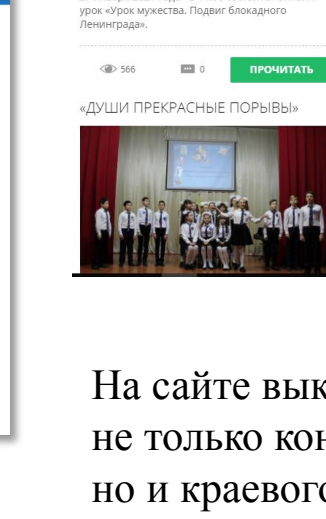 урок «Урок мужества. Подвиг блокадного
Ленинграда».
566 0 ПРОЧИТАТЬ
«ДУШИ ПРЕКРАСНЫЕ ПОРЫВЫ»
На сайте вык
не только кон
но и краевого